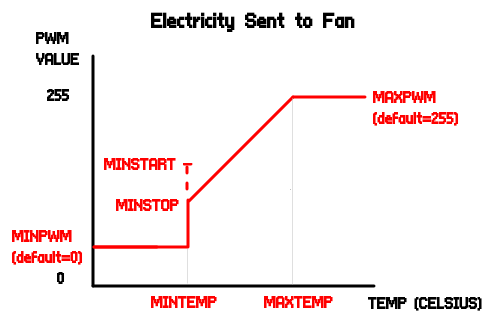 Electricity Sent to Fan
PWM
VALUE
255
MAXPWM
(default=255)
MINSTART
MINSTOP
MINPWM
(default=0)
0
MINTEMP
MAXTEMP
TEMP (CELSIUS)